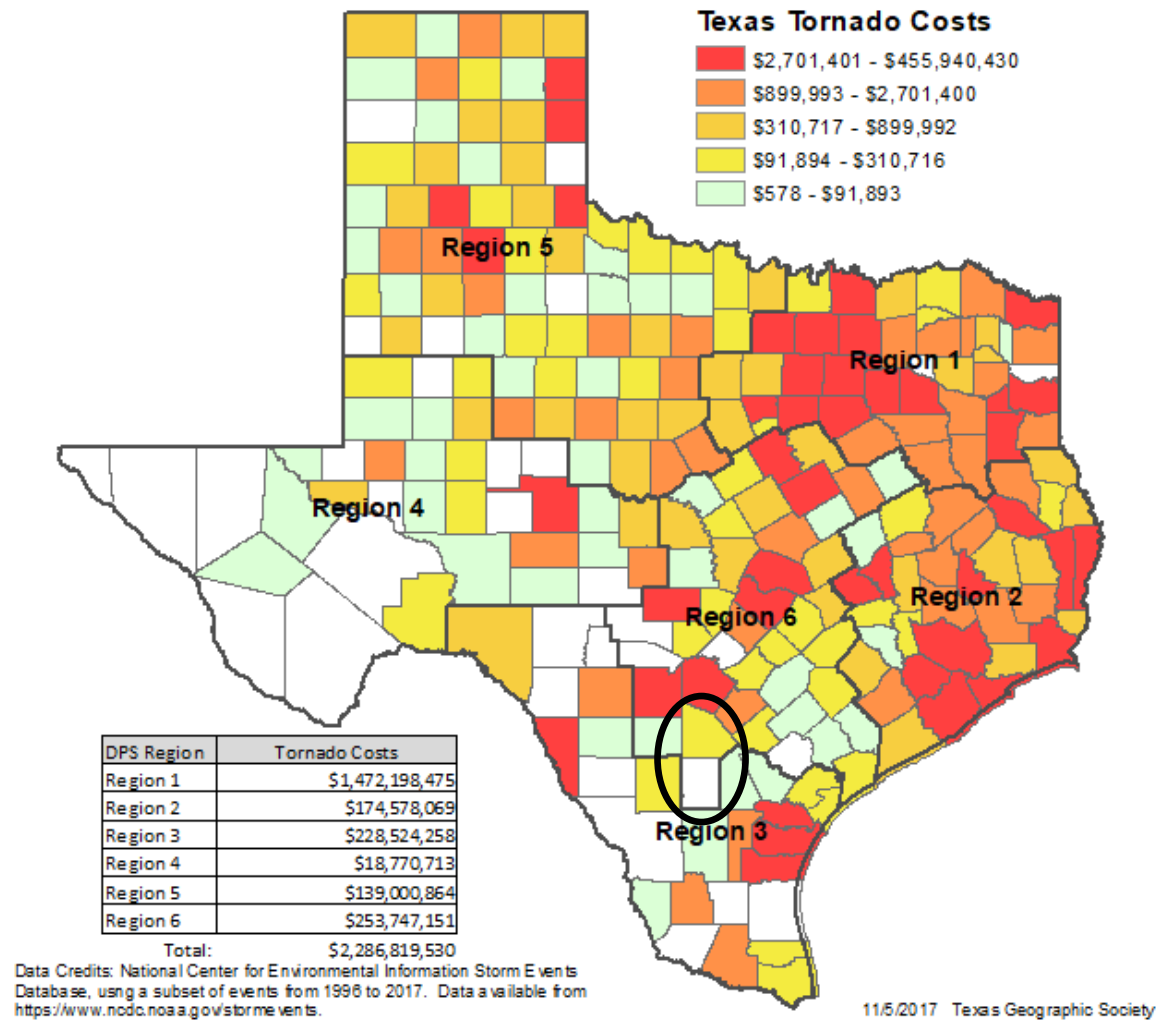 Texas Tornado Costs
$2,701,401 - $455,940,430
$899,993 - $2,701,400
$310,717 - $899,992
$91,894 - $310,716
$578 - $91,893
Region 5
Region 1
Region 4
Region 6
Region 2
Region 3
DPS Region Tornado Costs
Region 1 $1,472,198,475
Region 2 $174,578,069
Region 3 $228,524,258
Region 4 $18,770,713
Region 5 $139,000,864
Region 6 $253,747,151
Total: $2,286,819,530
Data Credits: National Center for Environmental Information Storm Events
Database, usng a subset of events from 1996 to 2017. Data available from
https://www.ncdc.noaa.gov/stormevents.
11/5/2017 Texas Geographic Society